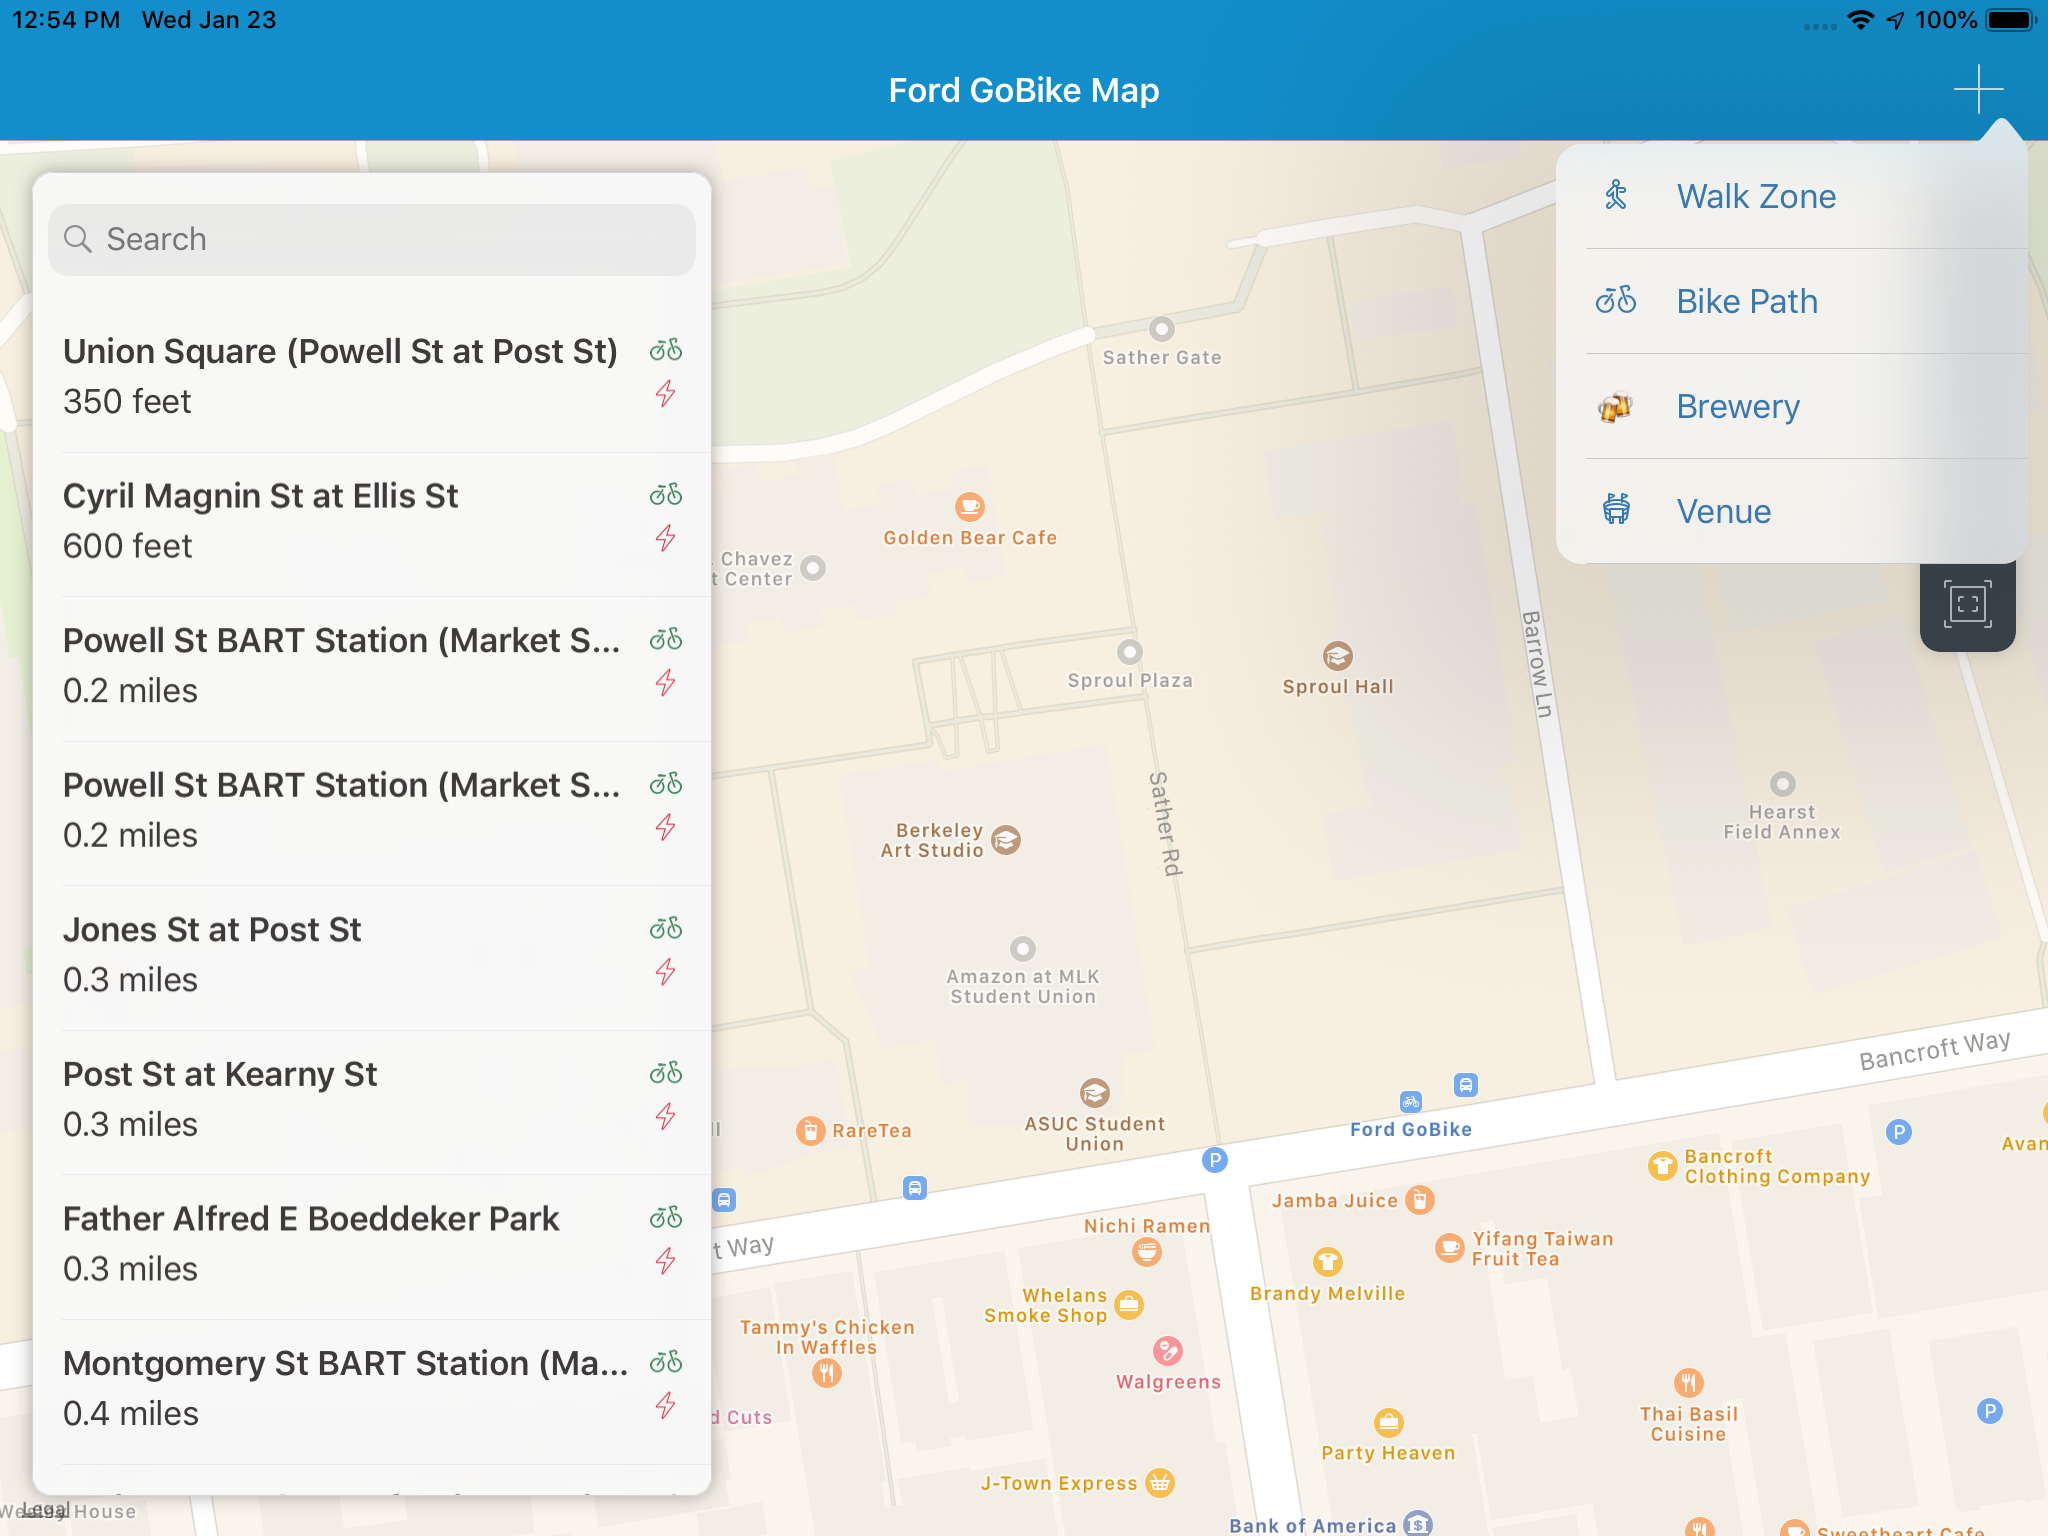 12:54 PM Wed Jan 23
100%
Ford GoBike Map
Search
Union Square (Powell St at Post St)
350 feet
Cyril Magnin St at Ellis St
600 feet
Powell St BART Station (Market S...
0.2 miles
Powell St BART Station (Market S...
0.2 miles
Jones St at Post St
0.3 miles
Post St at Kearny St
0.3 miles
Father Alfred E Boeddeker Park
0.3 miles
Montgomery St BART Station (Ma...
0.4 miles
Legal
House
Walk Zone
Bike Path
Brewery
Venue
Sather Gate
Golden Bear Cafe
Chavez
t Center
Sproul Plaza
Sproul Hall
Barrow Ln
Sather Rd
Hearst
Field Annex
Berkeley
Art Studio
Amazon at MLK
Student Union
Bancroft Way
ASUC Student
Union
RareTea
P
Ford GoBike
P
Bancroft
Clothing Company
Avan
Jamba Juice
Nichi Ramen
t Way
Yifang Taiwan
Fruit Tea
Brandy Melville
Whelans
Smoke Shop
Tammy's Chicken
In Waffles
Walgreens
d Cuts
Thai Basil
Cuisine
P
Party Heaven
J-Town Express
Bank of America
$
Sweetheart Cafe